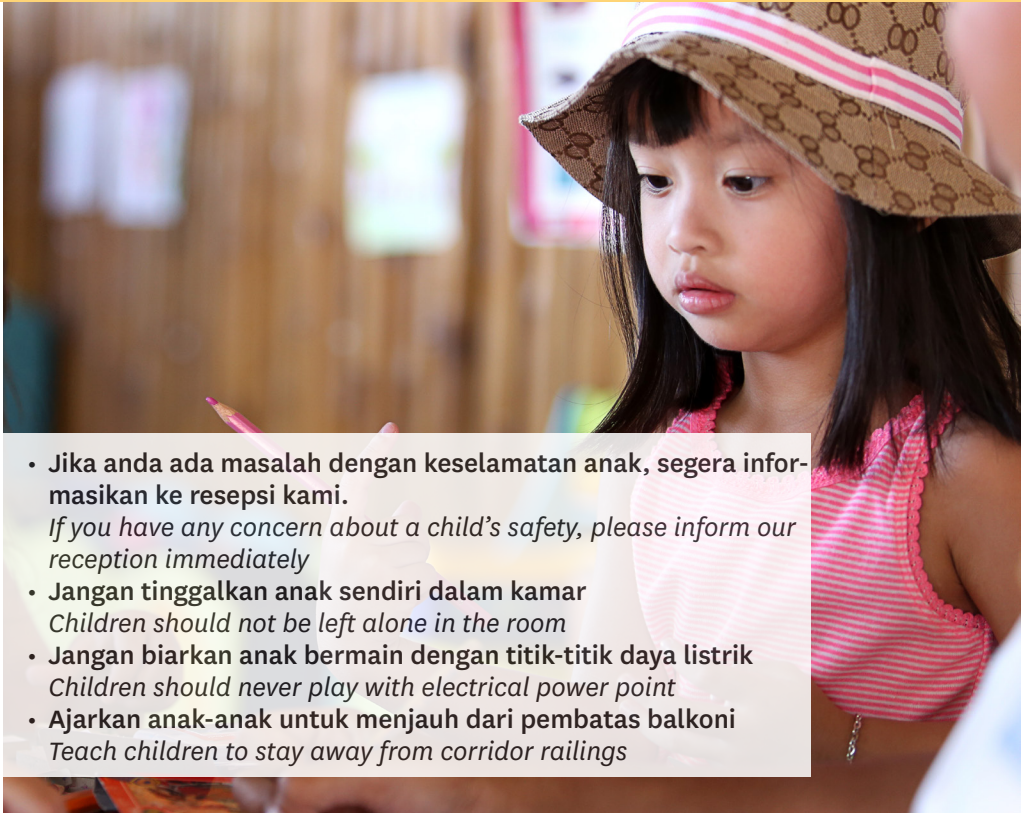 • Jika anda ada masalah dengan keselamatan anak, segera infor-
masikan ke resepsi kami.
If you have any concern about a child’s safety, please inform our
reception immediately
• Jangan tinggalkan anak sendiri dalam kamar
Children should not be left alone in the room
• Jangan biarkan anak bermain dengan titik-titik daya listrik
Children should never play with electrical power point
• Ajarkan anak-anak untuk menjauh dari pembatas balkoni
Teach children to stay away from corridor railings